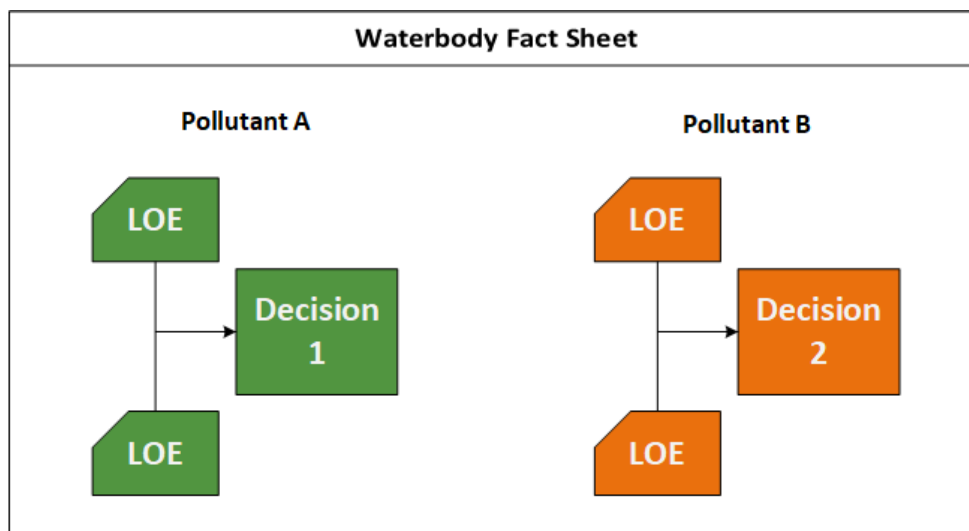 Waterbody Fact Sheet
Pollutant A
LOE
Decision
1
LOE
Pollutant B
LOE
Decision
2
LOE